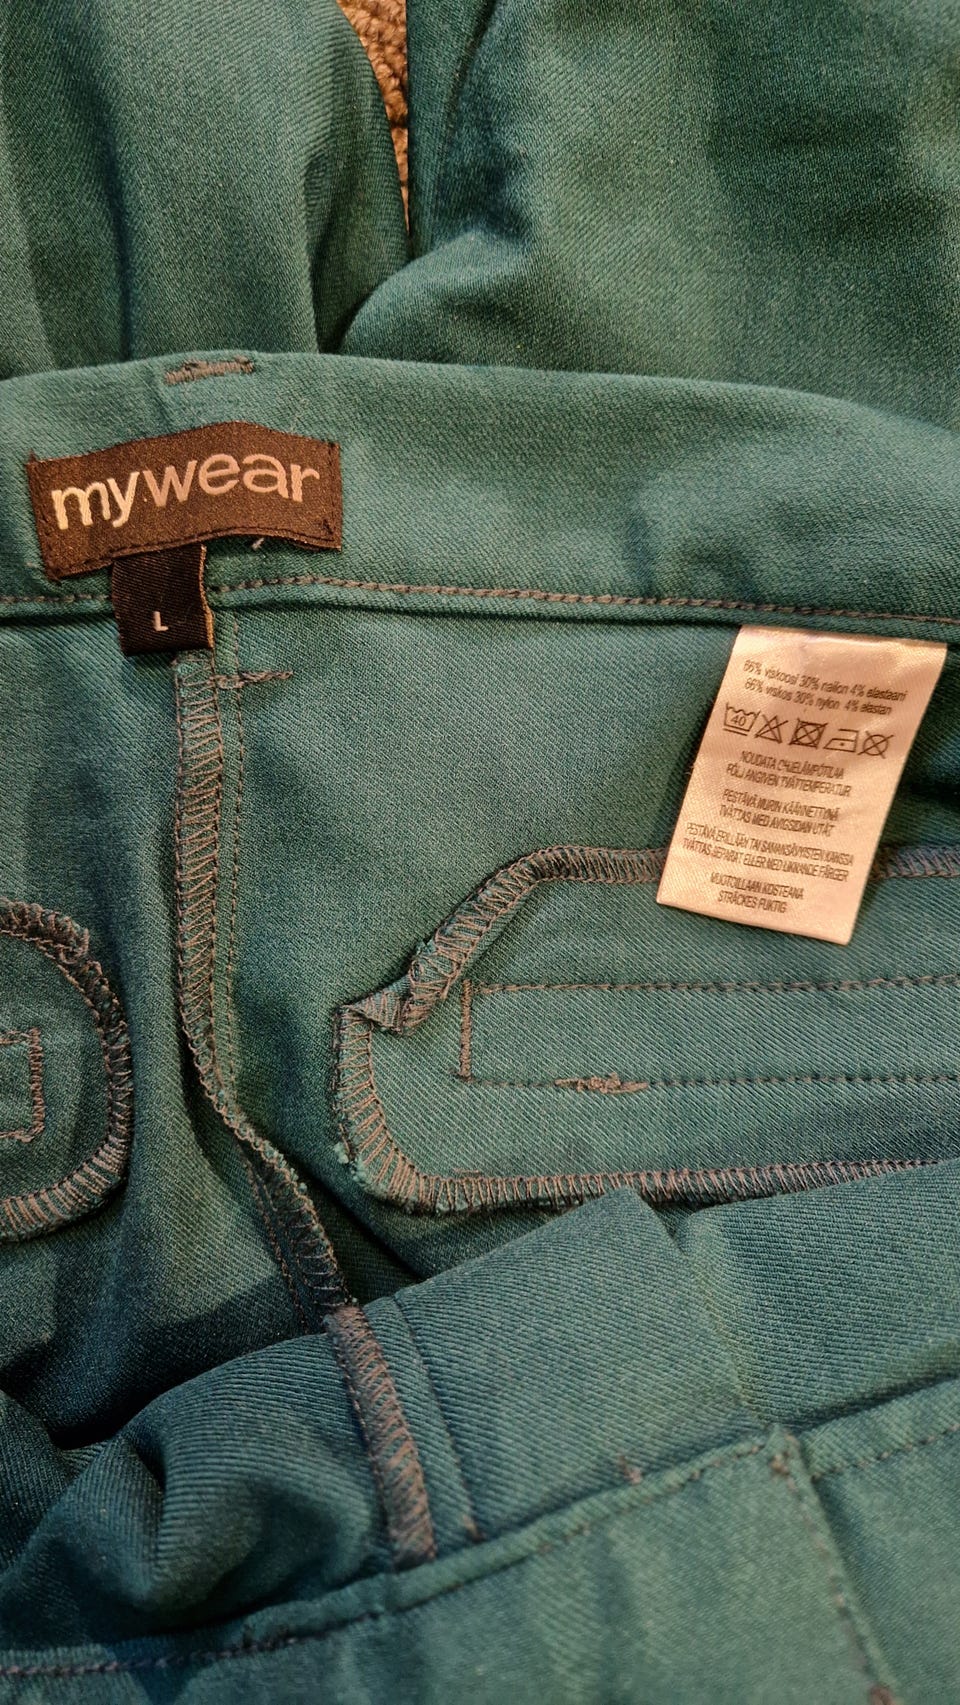 mywear
L
66% viskoosi 30% nailon 4% elastaani
66% viskos 30% nylon 4% elastan
40
NOUDATA OHJELÄMPÖTILAA
FÖLJ ANGIVEN TVÄTTEMPERATUR
PESTÄVÄ NURIN KÄÄNNETTYNÄ
TVÄTTAS MED AVIGSIDAN UTÅT
PESTÄVÄ ERILLÄÄN TAI SAMANSÄVYISTEN KANSSA
TVÄTTAS SEPARAT ELLER MED LIKNANDE FÄRGER
MUOTOILLAAN KOSTEANA
STRÄCKES FUKTIG